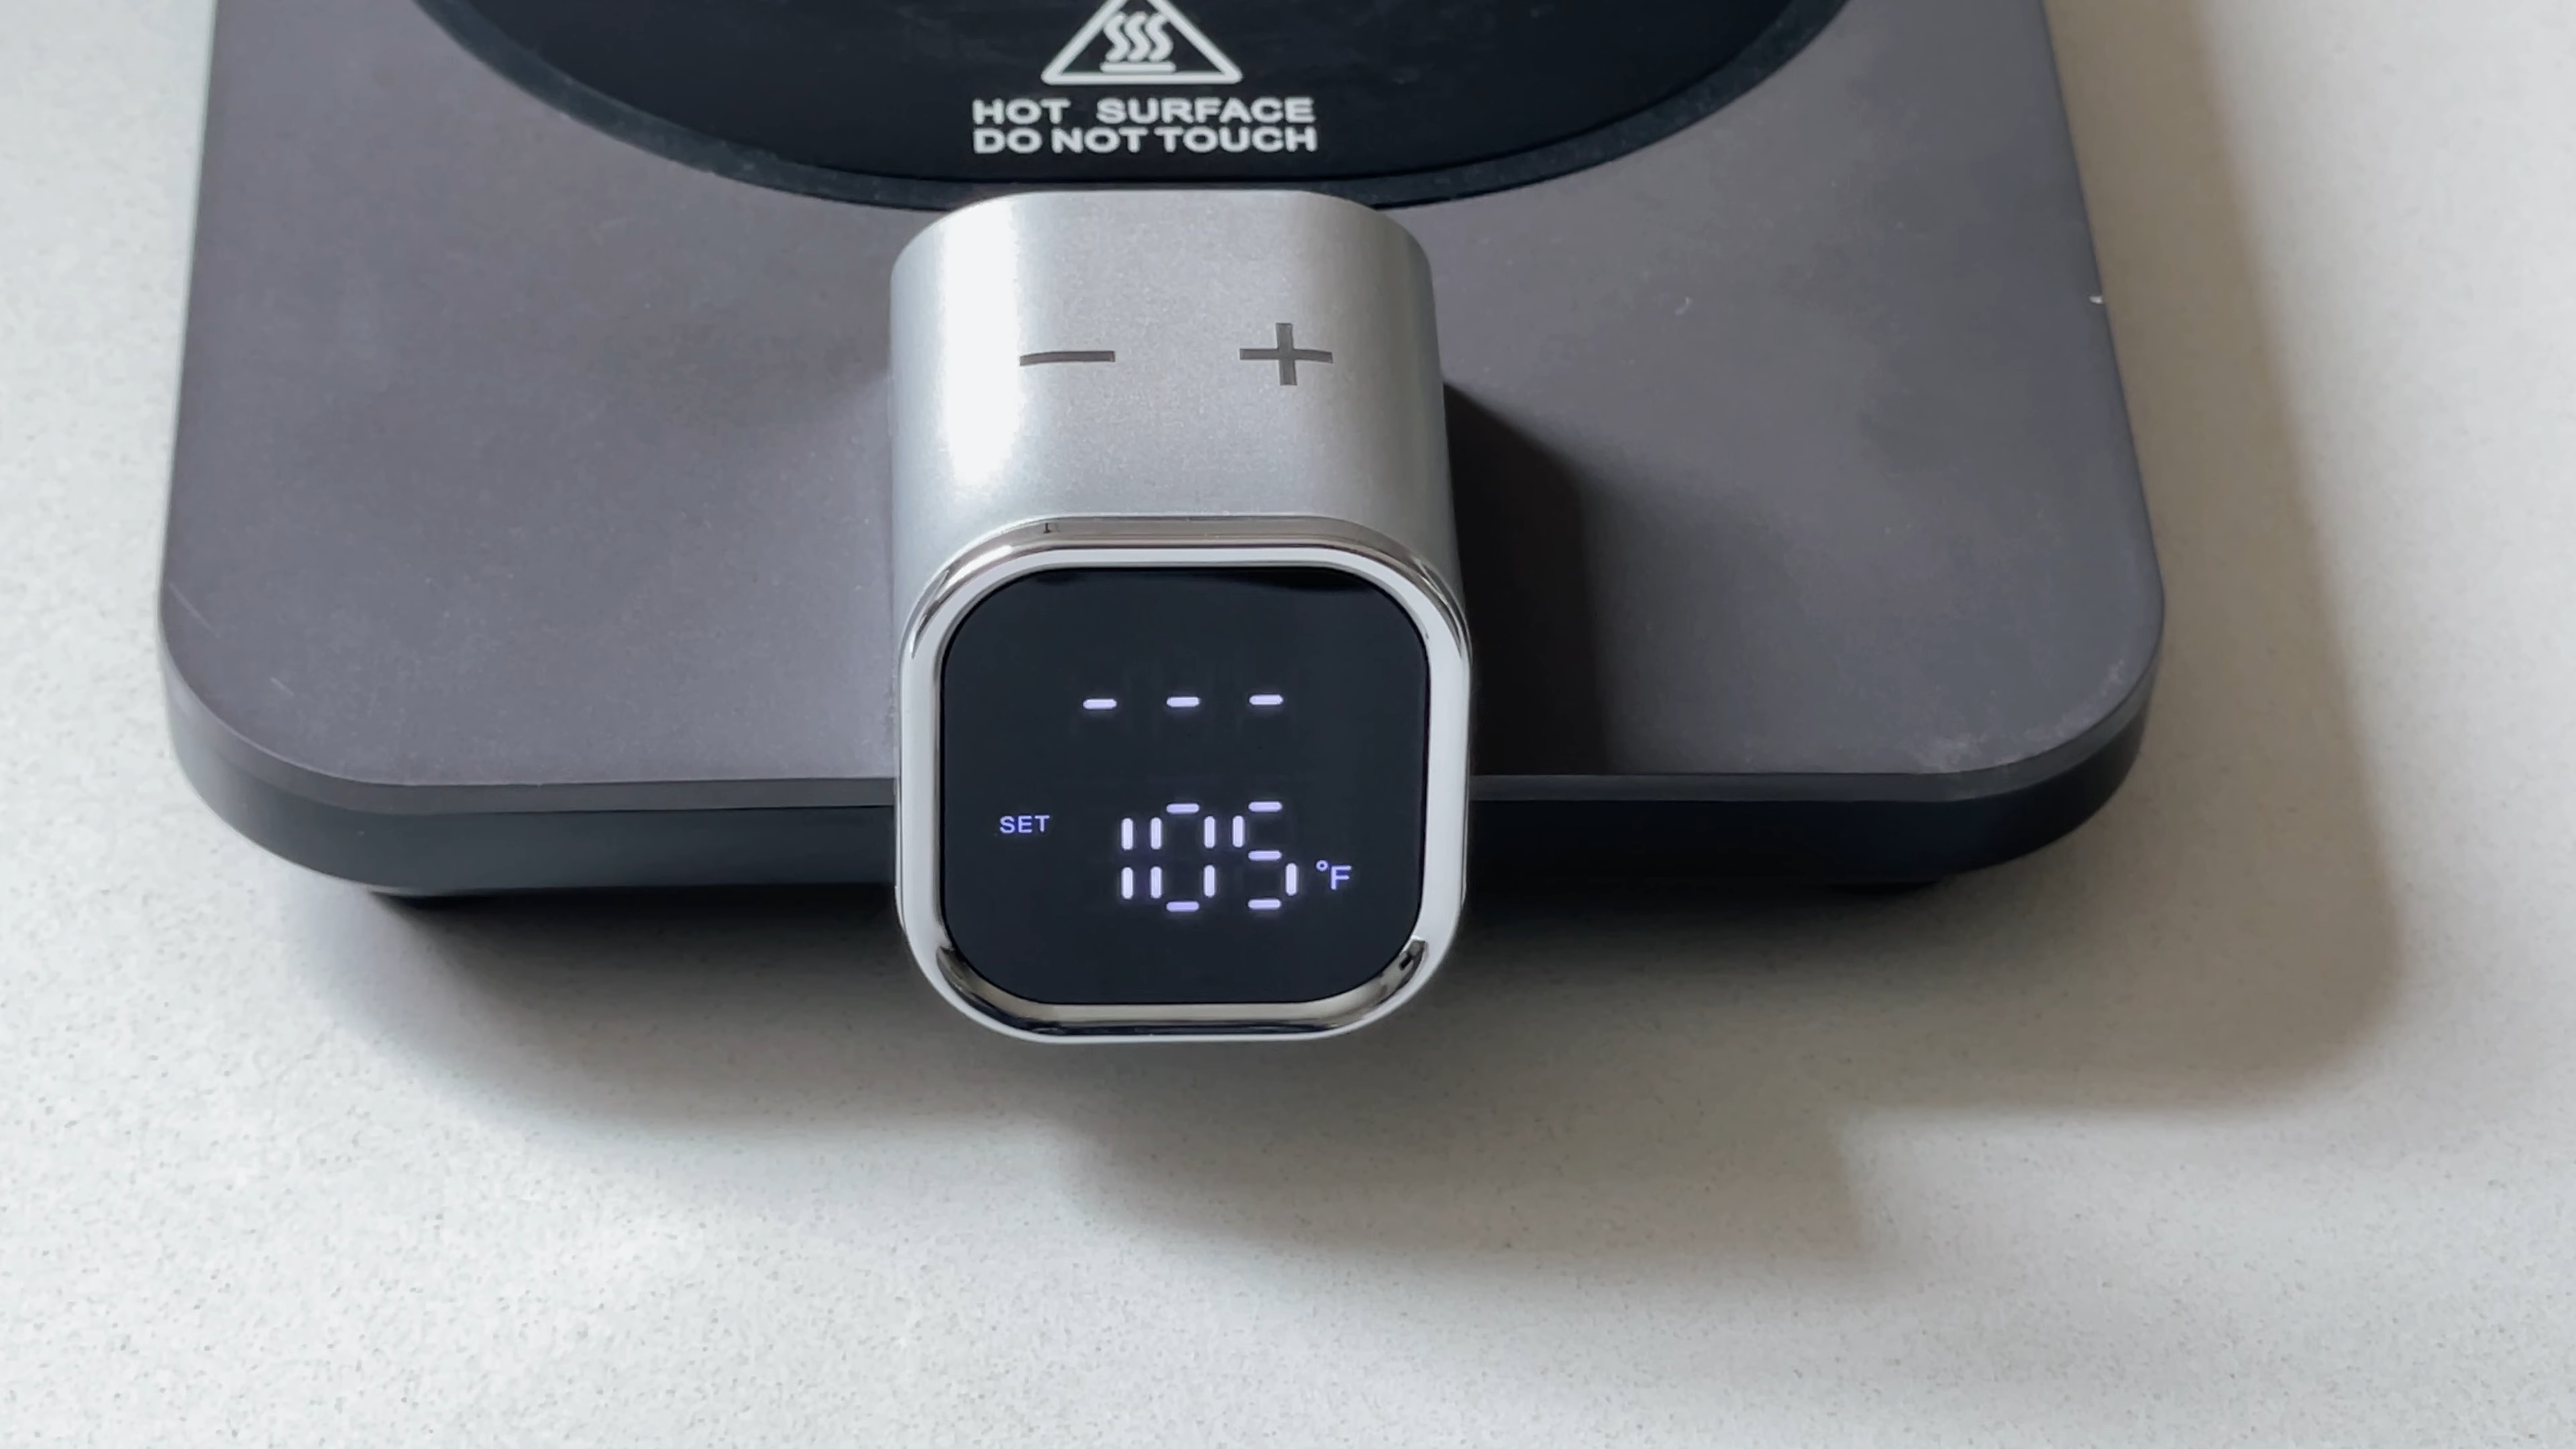 HOT SURFACE
DO NOT TOUCH
− +
- - -
SET 105 °F